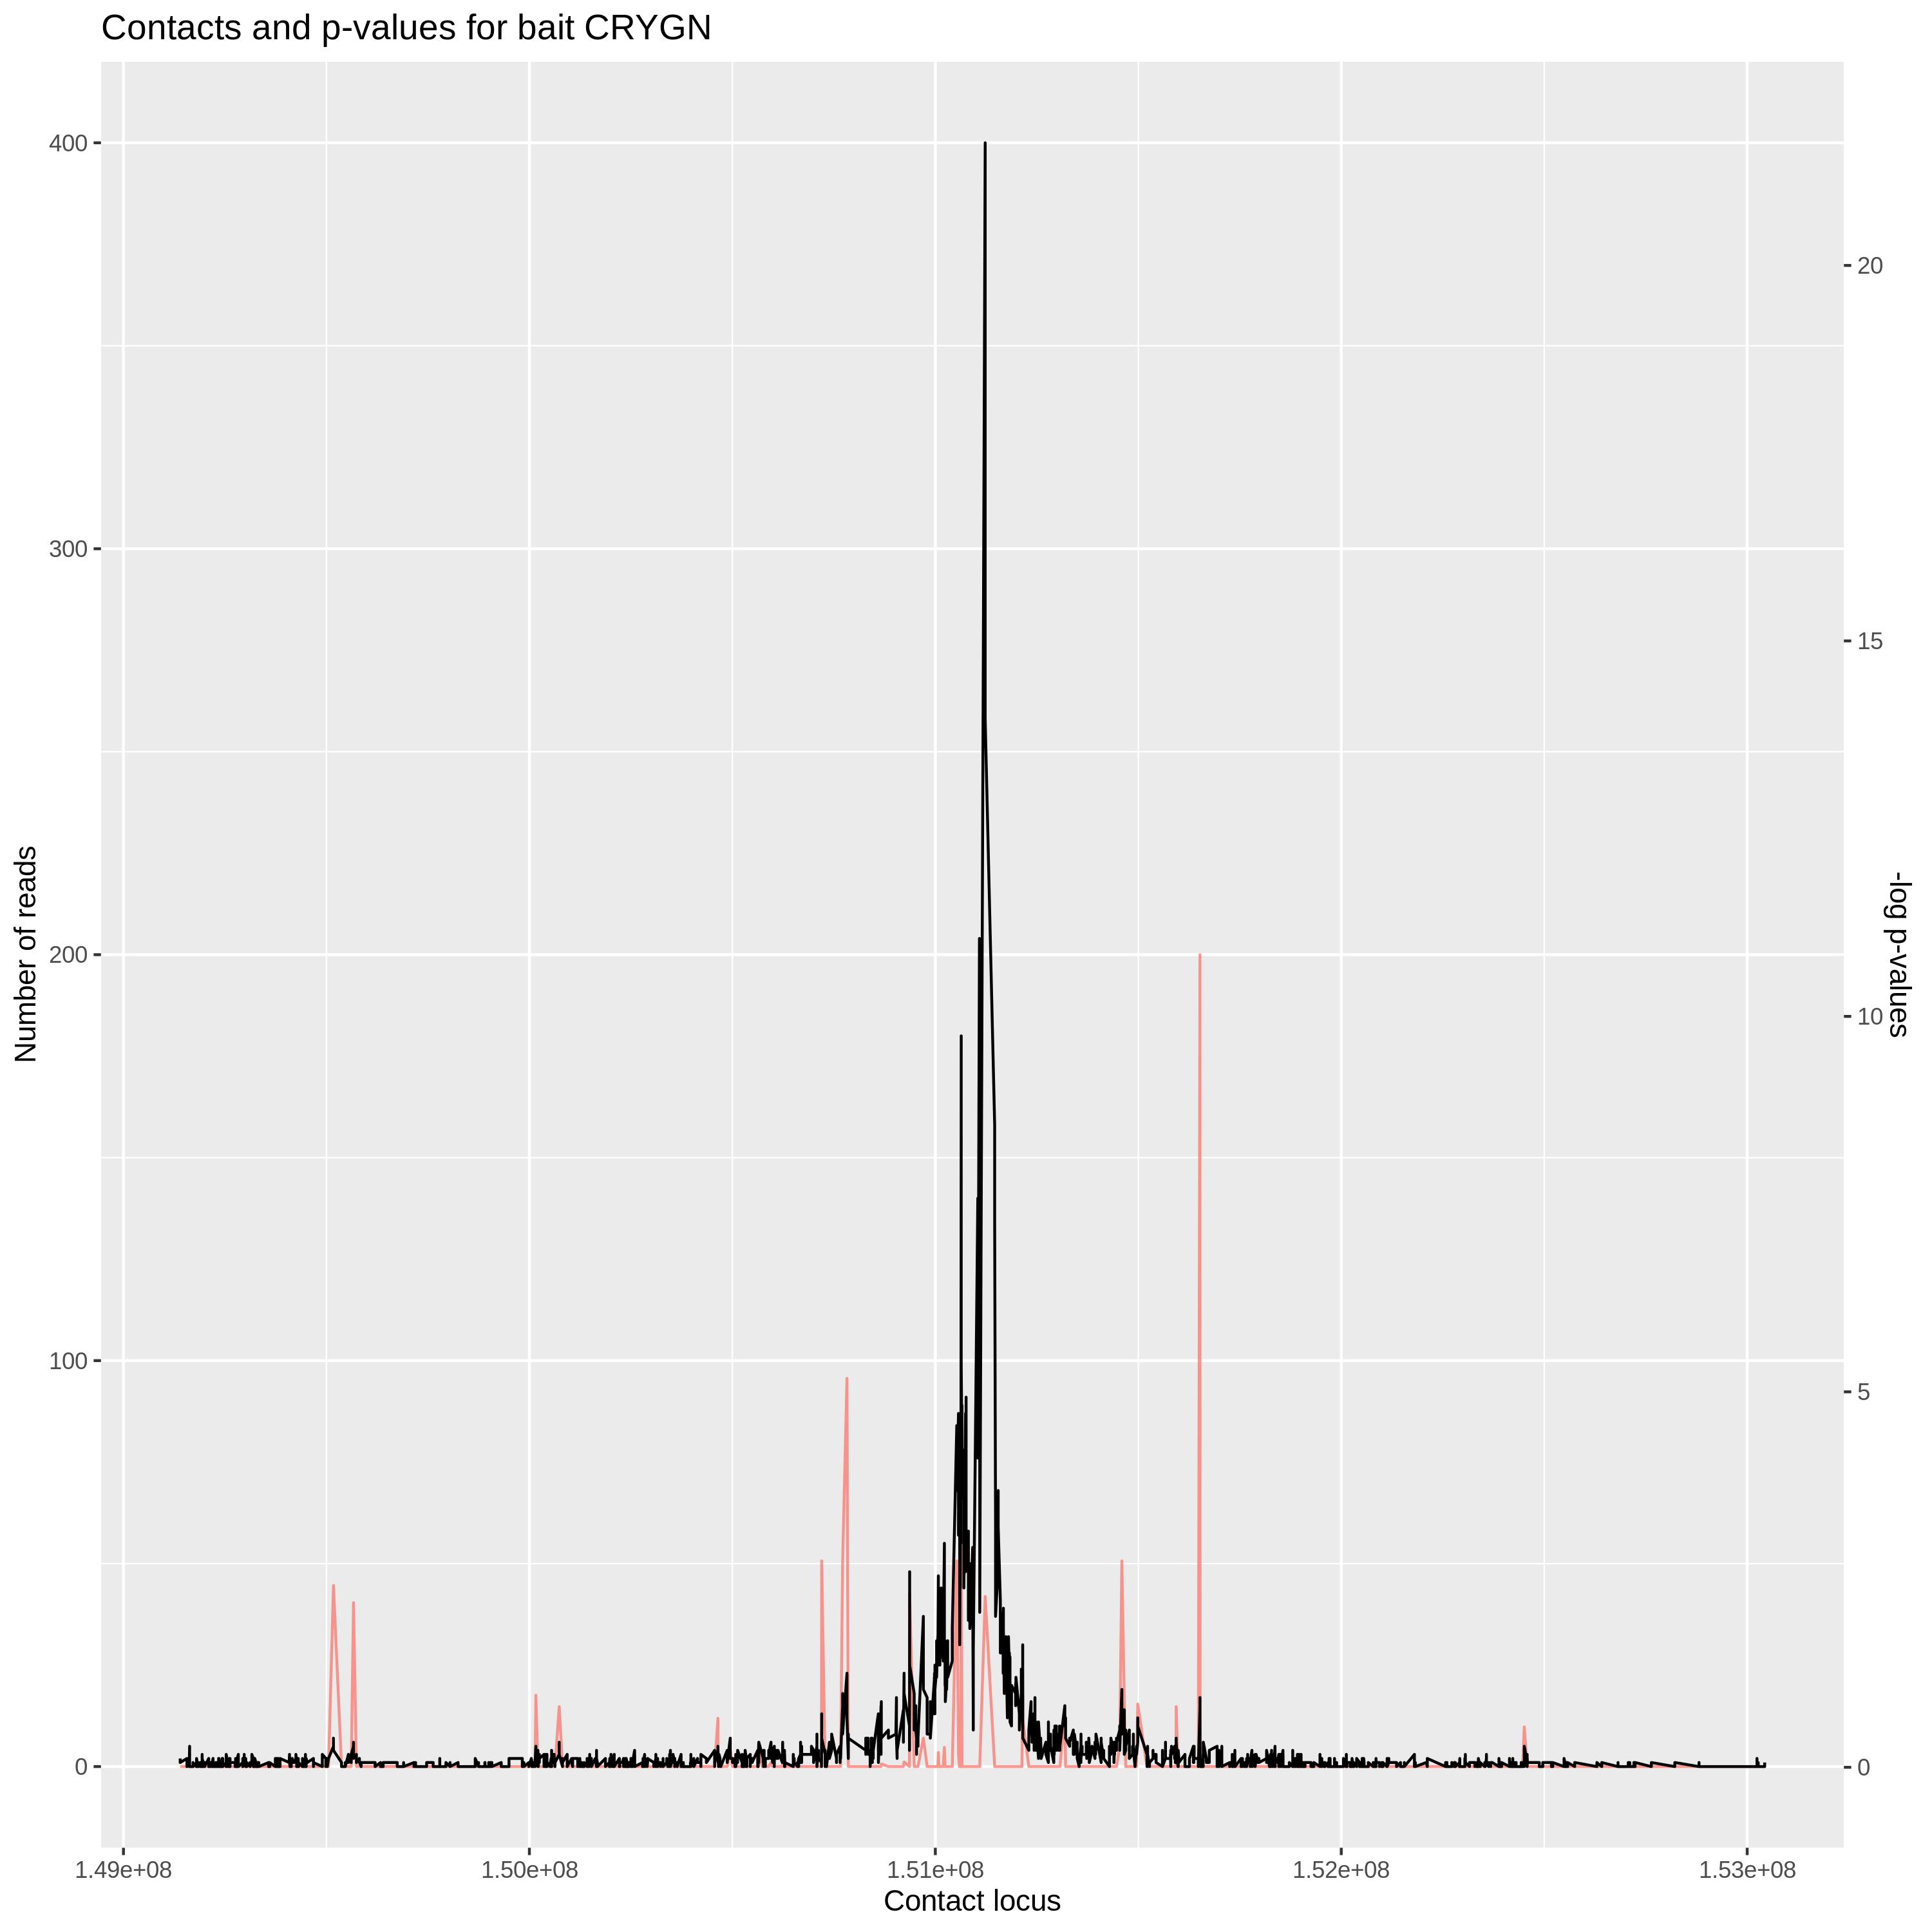 Contacts and p-values for bait CRYGN
400
300
200
100
0
Number of reads
20
15
10
5
0
-log p-values
1.49e+08
1.50e+08
1.51e+08
1.52e+08
1.53e+08
Contact locus